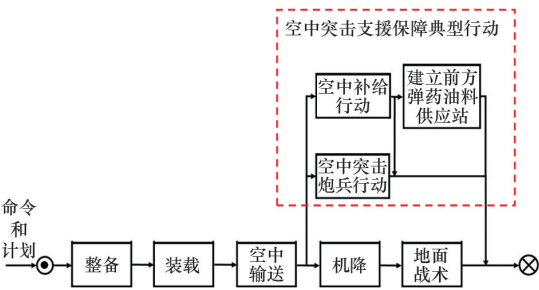 空中突击支援保障典型行动
空中补给
行动
建立前方
弹药油料
供应站
空中突击
炮兵行动
命令
和
计划
整备
装载
空中
输送
机降
地面
战术